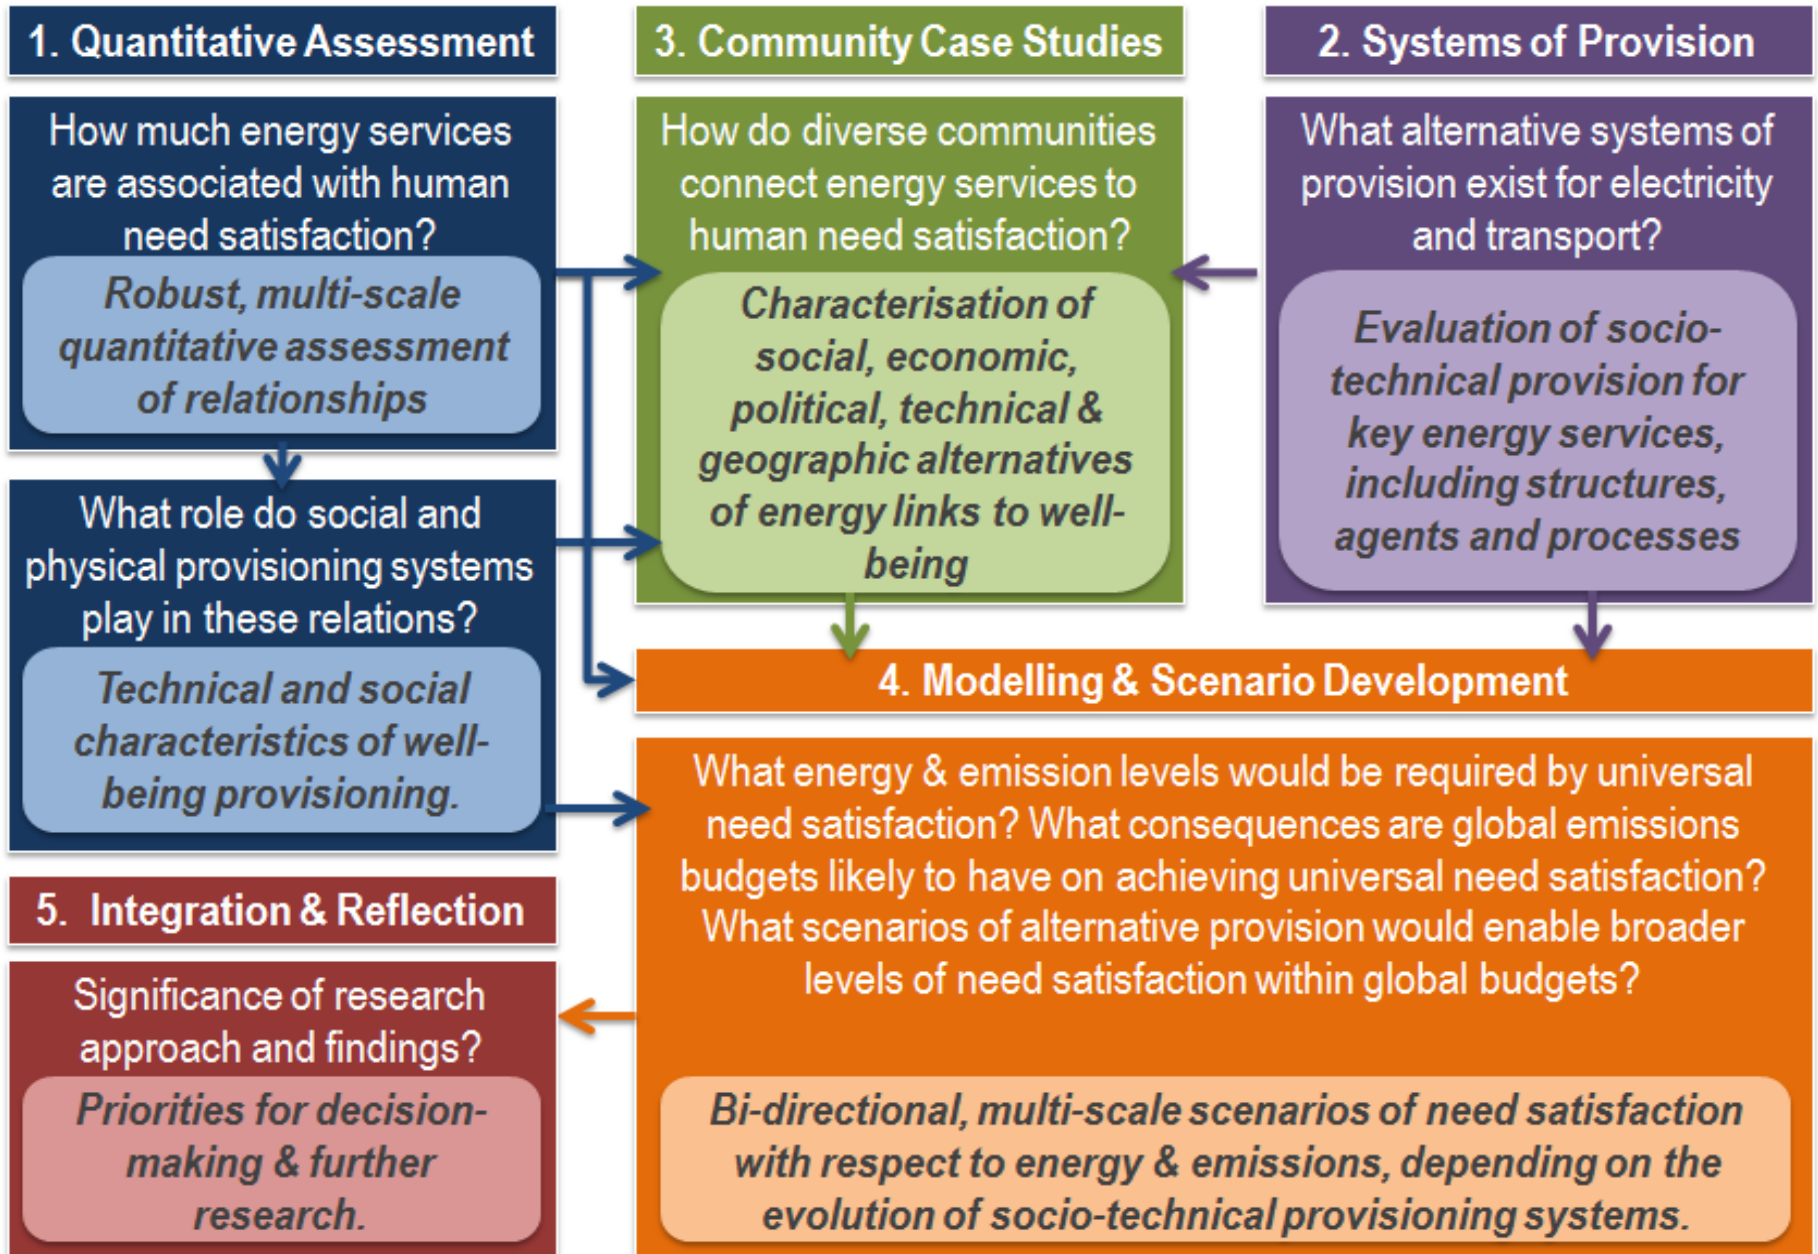 1. Quantitative Assessment
How much energy services
are associated with human
need satisfaction?
Robust, multi-scale
quantitative assessment
of relationships
What role do social and
physical provisioning systems
play in these relations?
Technical and social
characteristics of well-
being provisioning.
3. Community Case Studies
How do diverse communities
connect energy services to
human need satisfaction?
Characterisation of
social, economic,
political, technical &
geographic alternatives
of energy links to well-
being
2. Systems of Provision
What alternative systems of
provision exist for electricity
and transport?
Evaluation of socio-
technical provision for
key energy services,
including structures,
agents and processes
4. Modelling & Scenario Development
What energy & emission levels would be required by universal
need satisfaction? What consequences are global emissions
budgets likely to have on achieving universal need satisfaction?
What scenarios of alternative provision would enable broader
levels of need satisfaction within global budgets?
Bi-directional, multi-scale scenarios of need satisfaction
with respect to energy & emissions, depending on the
evolution of socio-technical provisioning systems.
5. Integration & Reflection
Significance of research
approach and findings?
Priorities for decision-
making & further
research.